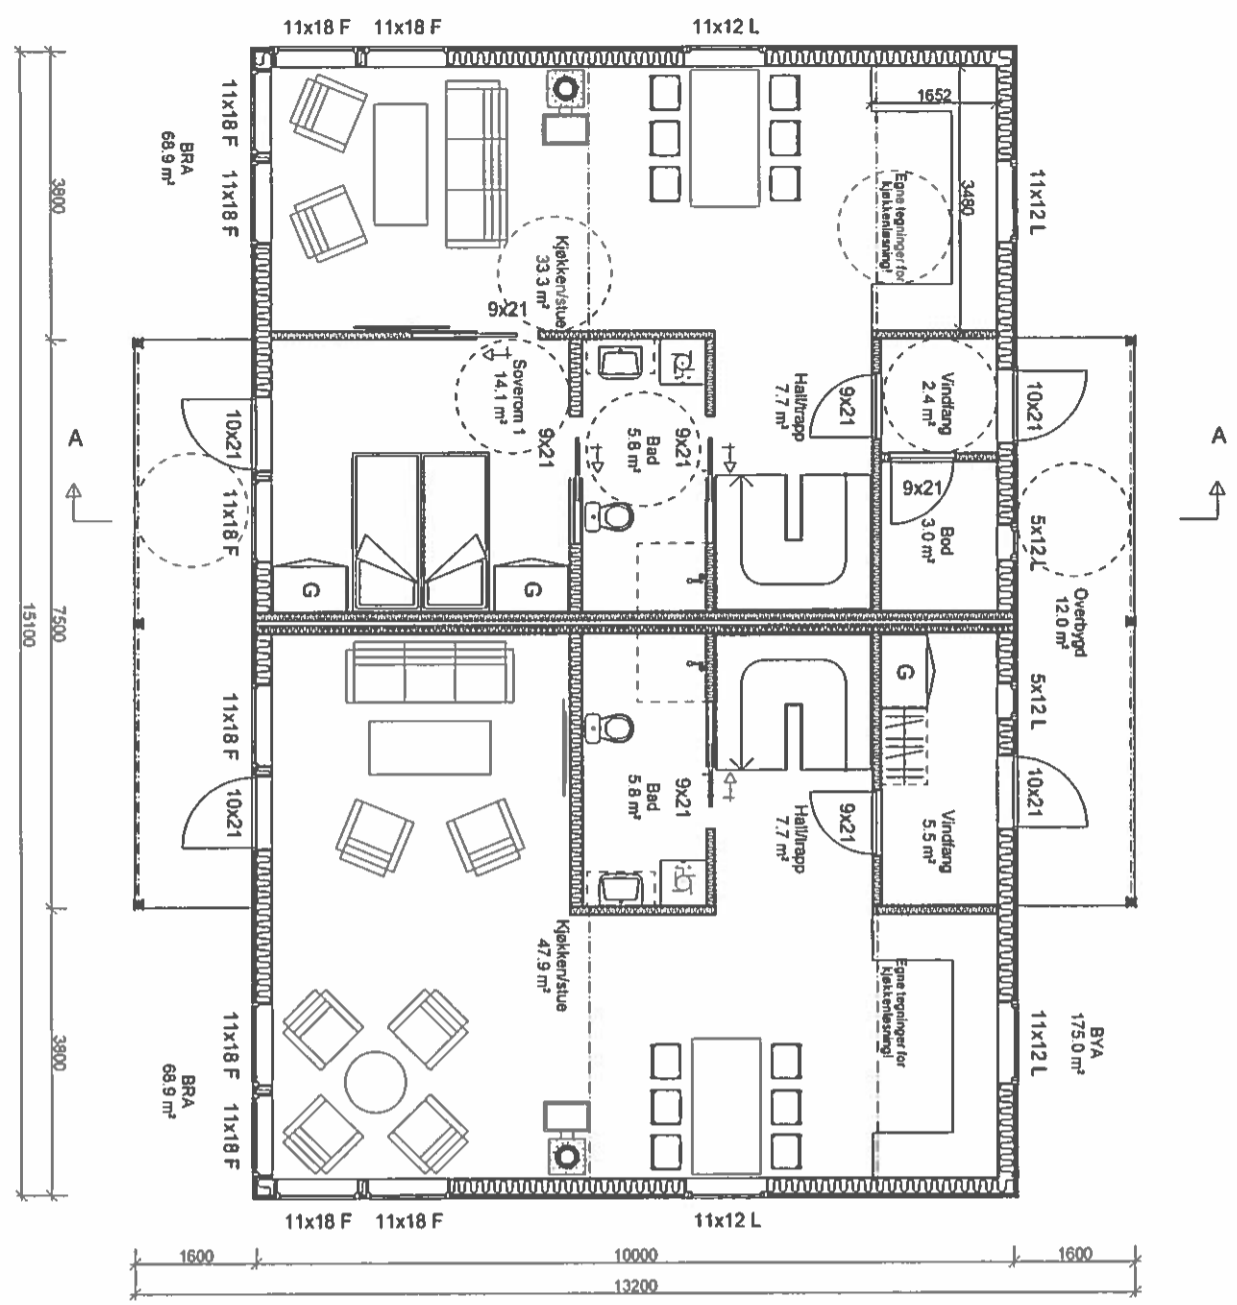 11x18 F
11x18 F
11x12 L
11x18 F
11x18 F
BRA
68.9 m²
3800
1652
3480
Egne tegninger for
kjøkkenløsning!
11x12 L
Kjøkken/stue
33.3 m²
9x21
Soverom 1
14.1 m²
9x21
Bad
5.8 m²
9x21
Hall/trapp
7.7 m²
9x21
Vindfang
2.4 m²
10x21
10x21
A
A
11x18 F
9x21
Bod
3.0 m²
5x12 L
G
G
Overbygd
12.0 m²
15100
7500
11x18 F
10x21
Bad
5.8 m²
9x21
Hall/trapp
7.7 m²
9x21
G
Vindfang
5.5 m²
5x12 L
10x21
Kjøkken/stue
47.9 m²
Egne tegninger for
kjøkkenløsning!
11x12 L
BYA
175.0 m²
3800
BRA
68.9 m²
11x18 F
11x18 F
11x18 F
11x18 F
11x12 L
1600
10000
1600
13200